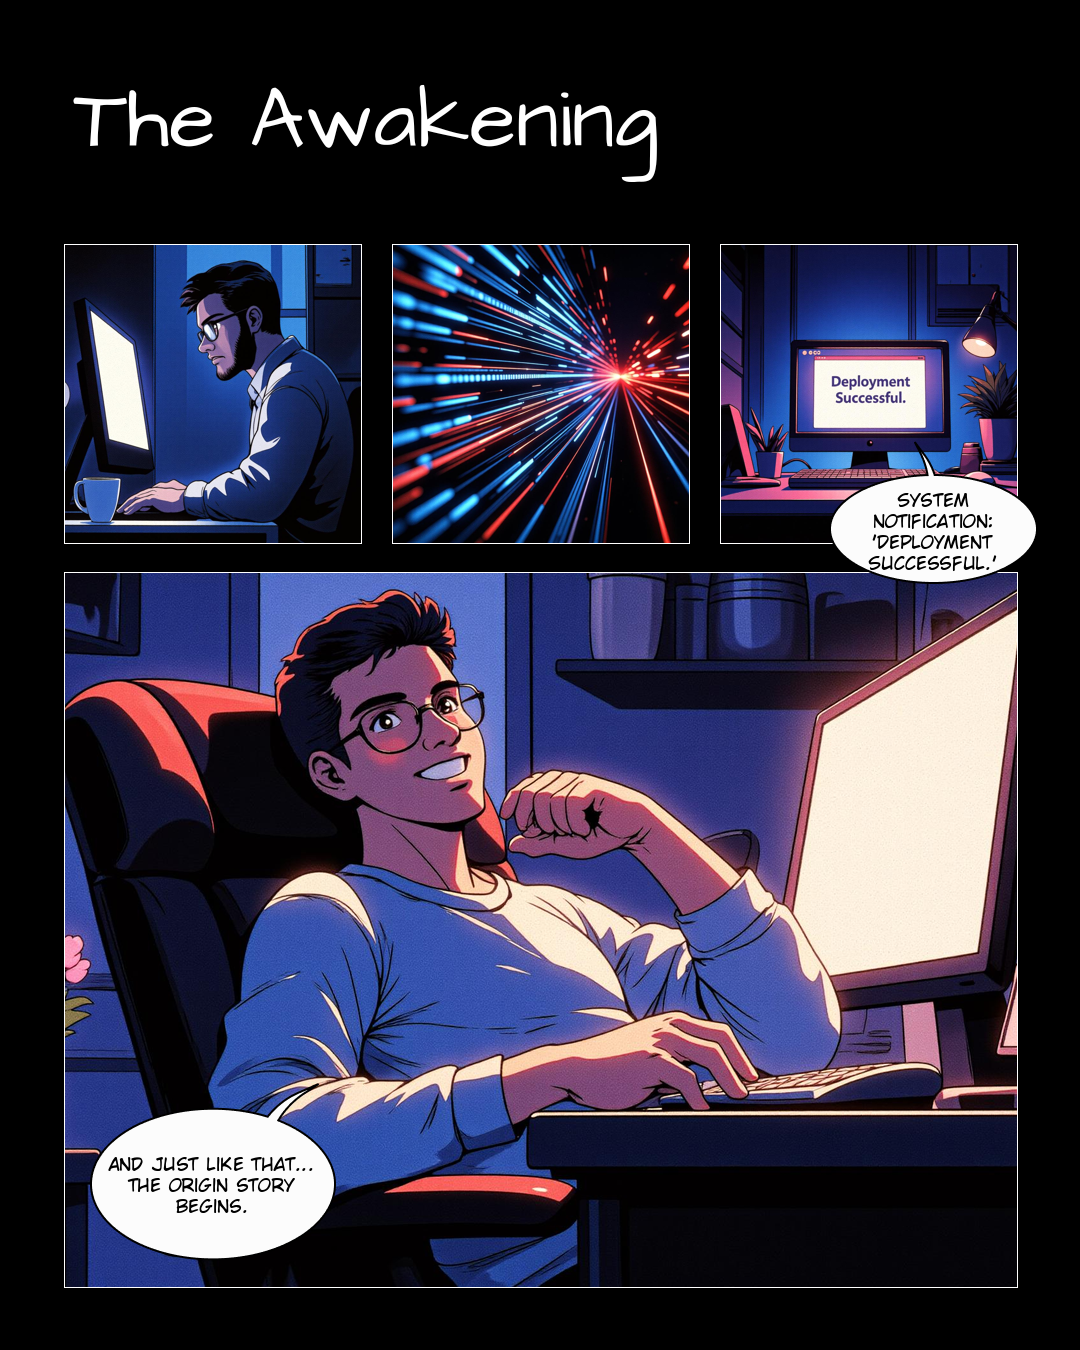 The Awakening
Deployment
Successful.
SYSTEM
NOTIFICATION:
'DEPLOYMENT
SUCCESSFUL.'
AND JUST LIKE THAT...
THE ORIGIN STORY
BEGINS.